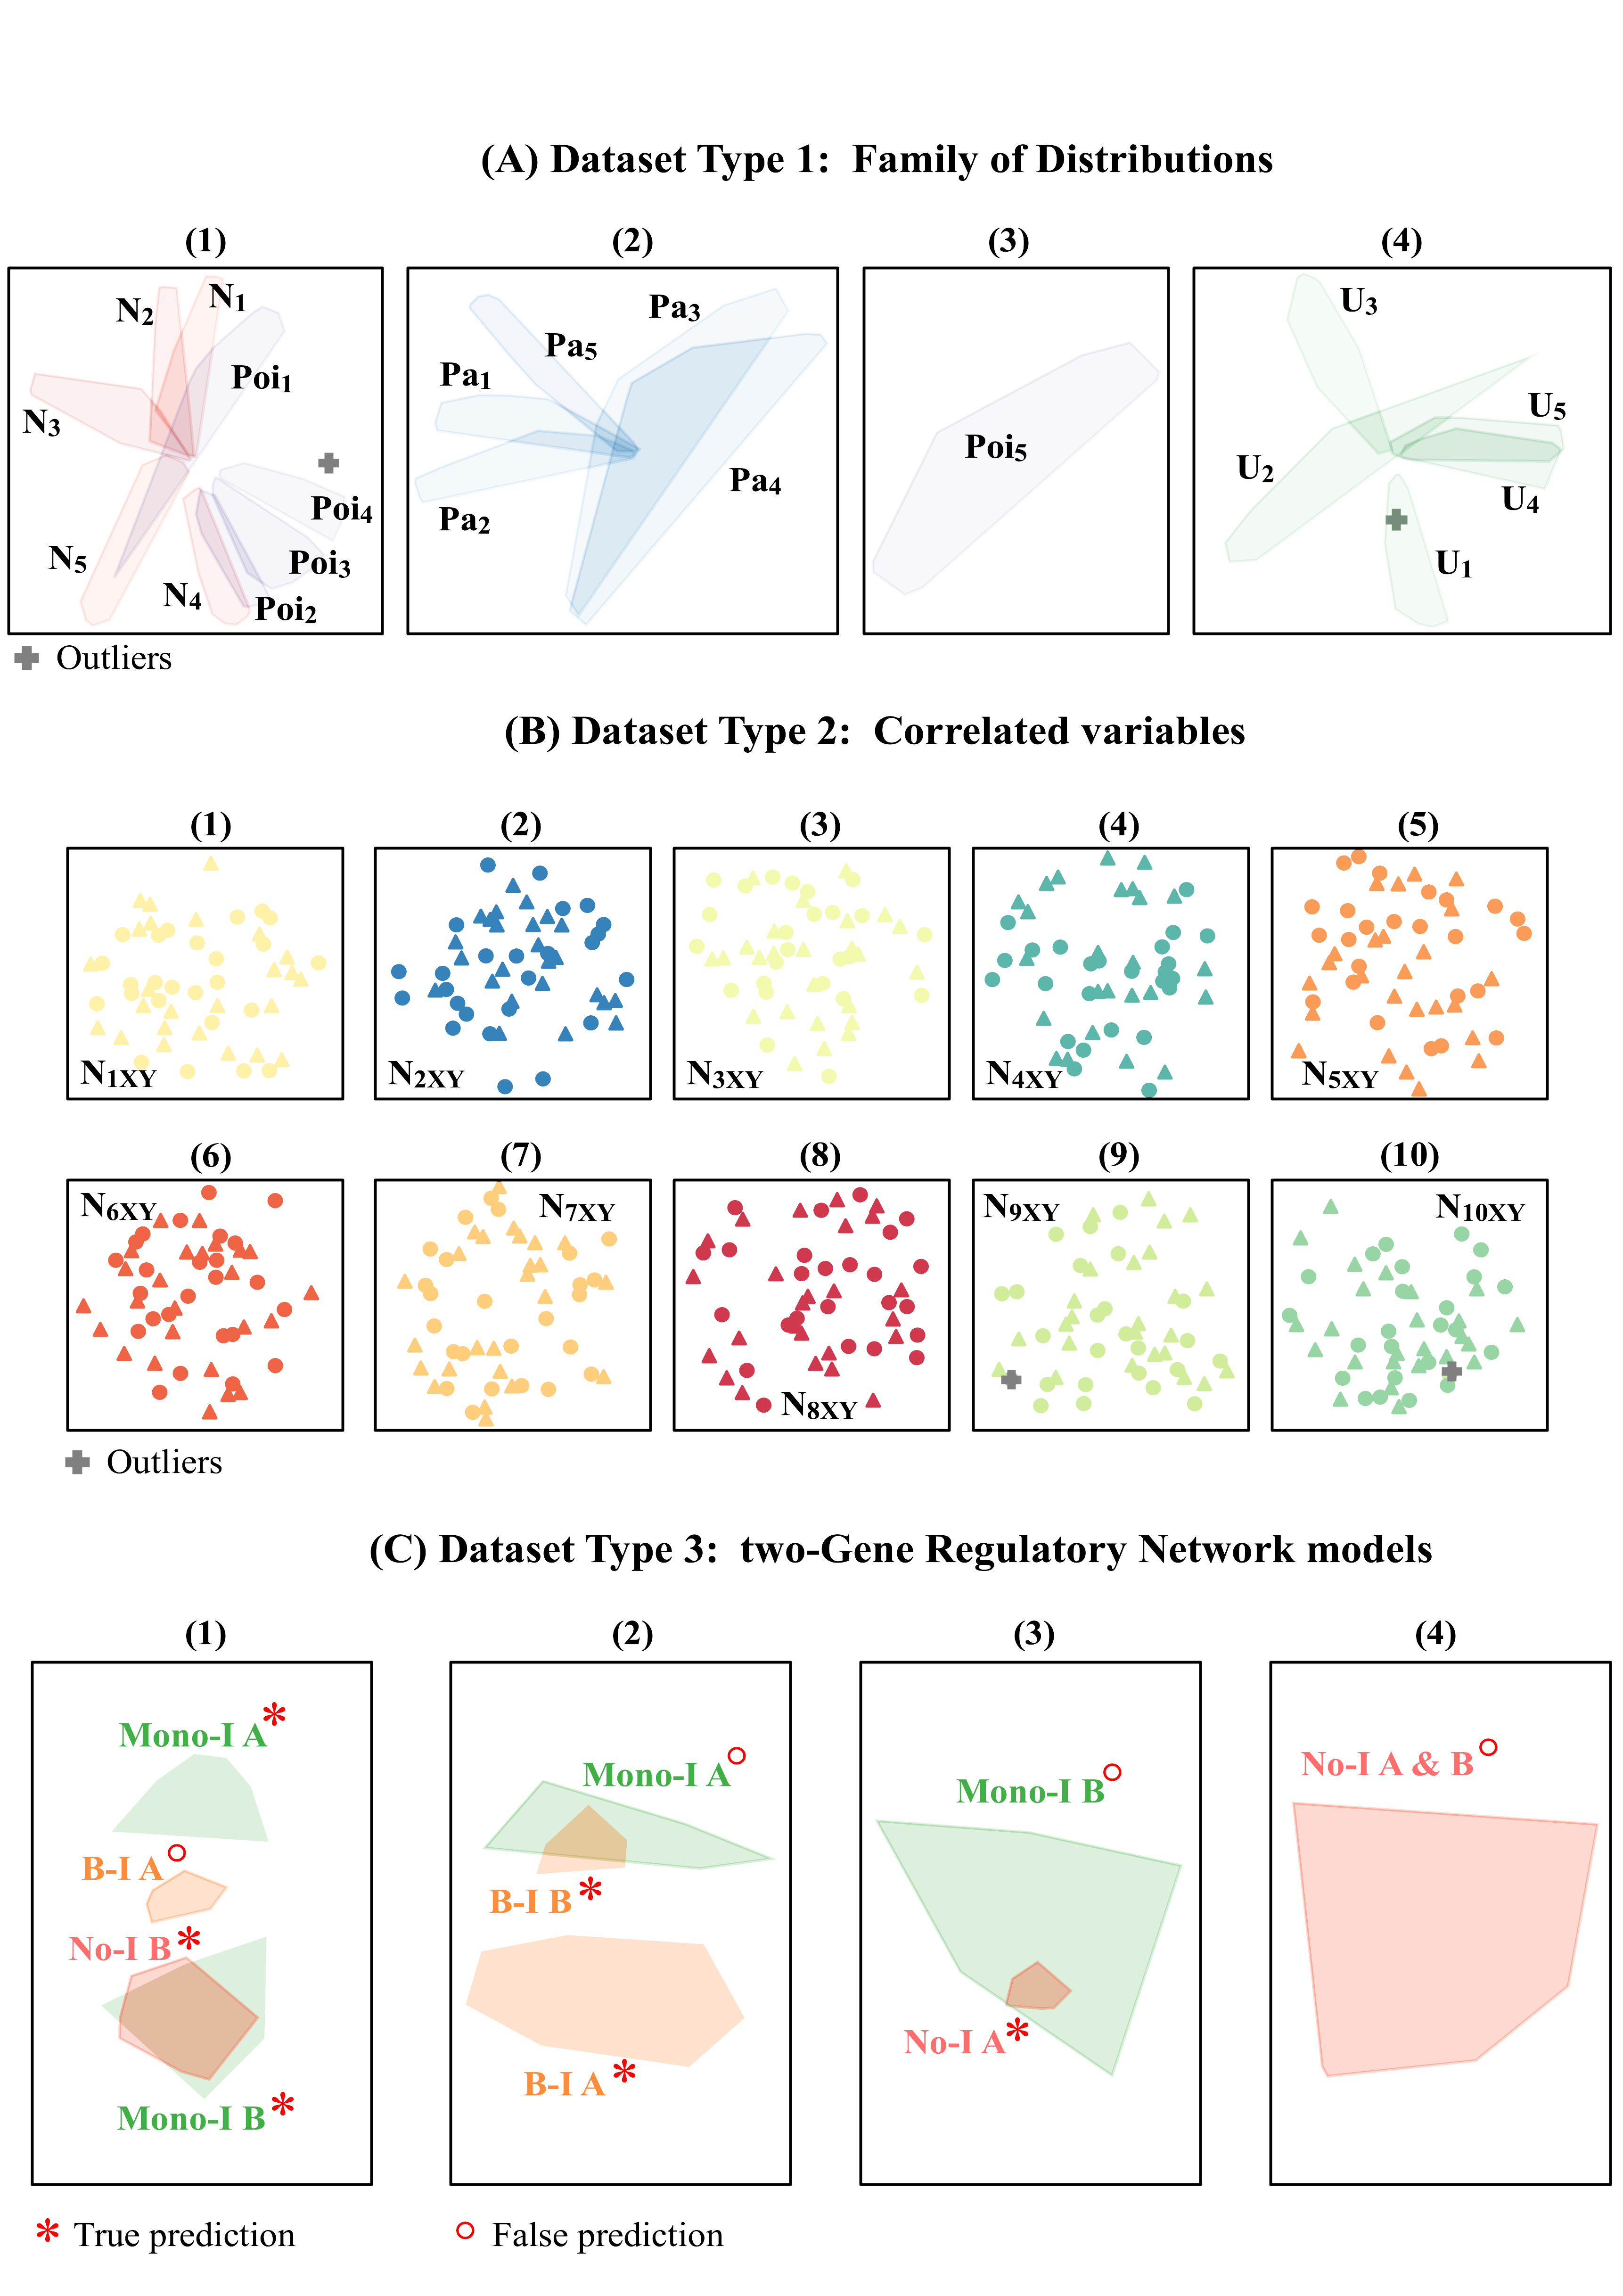 (A) Dataset Type 1: Family of Distributions
(1) (2) (3) (4)
N1
N2
Poi1
N3
Poi4
N5
Poi3
N4
Poi2
Pa3
Pa5
Pa1
Pa4
Pa2
Poi5
U3
U5
U2
U4
U1
Outliers
(B) Dataset Type 2: Correlated variables
(1) (2) (3) (4) (5)
N1XY N2XY N3XY N4XY N5XY
(6) (7) (8) (9) (10)
N6XY N7XY N8XY N9XY N10XY
Outliers
(C) Dataset Type 3: two-Gene Regulatory Network models
(1) (2) (3) (4)
Mono-I A*
B-I A
No-I B*
Mono-I B*
Mono-I A
B-I B*
B-I A*
Mono-I B
No-I A*
No-I A & B
* True prediction
False prediction